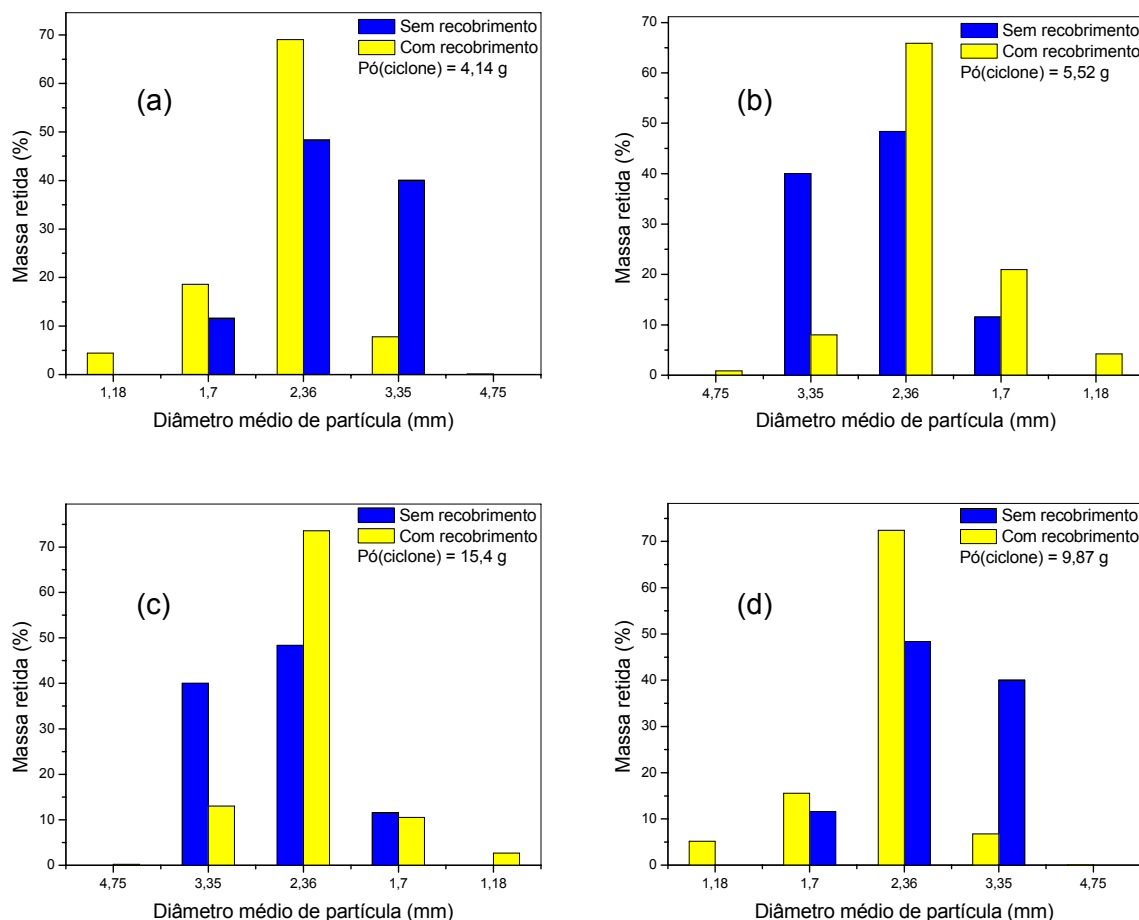 Sem recobrimento
Com recobrimento
Pó(ciclone) = 4,14 g
(a)
70
60
50
40
30
20
10
0
Massa retida (%)
1,18 1,7 2,36 3,35 4,75
Diâmetro médio de partícula (mm)
Sem recobrimento
Com recobrimento
Pó(ciclone) = 5,52 g
(b)
70
60
50
40
30
20
10
0
Massa retida (%)
4,75 3,35 2,36 1,7 1,18
Diâmetro médio de partícula (mm)
Sem recobrimento
Com recobrimento
Pó(ciclone) = 15,4 g
(c)
70
60
50
40
30
20
10
0
Massa retida (%)
4,75 3,35 2,36 1,7 1,18
Diâmetro médio de partícula (mm)
Sem recobrimento
Com recobrimento
Pó(ciclone) = 9,87 g
(d)
70
60
50
40
30
20
10
0
Massa retida (%)
1,18 1,7 2,36 3,35 4,75
Diâmetro médio de partícula (mm)